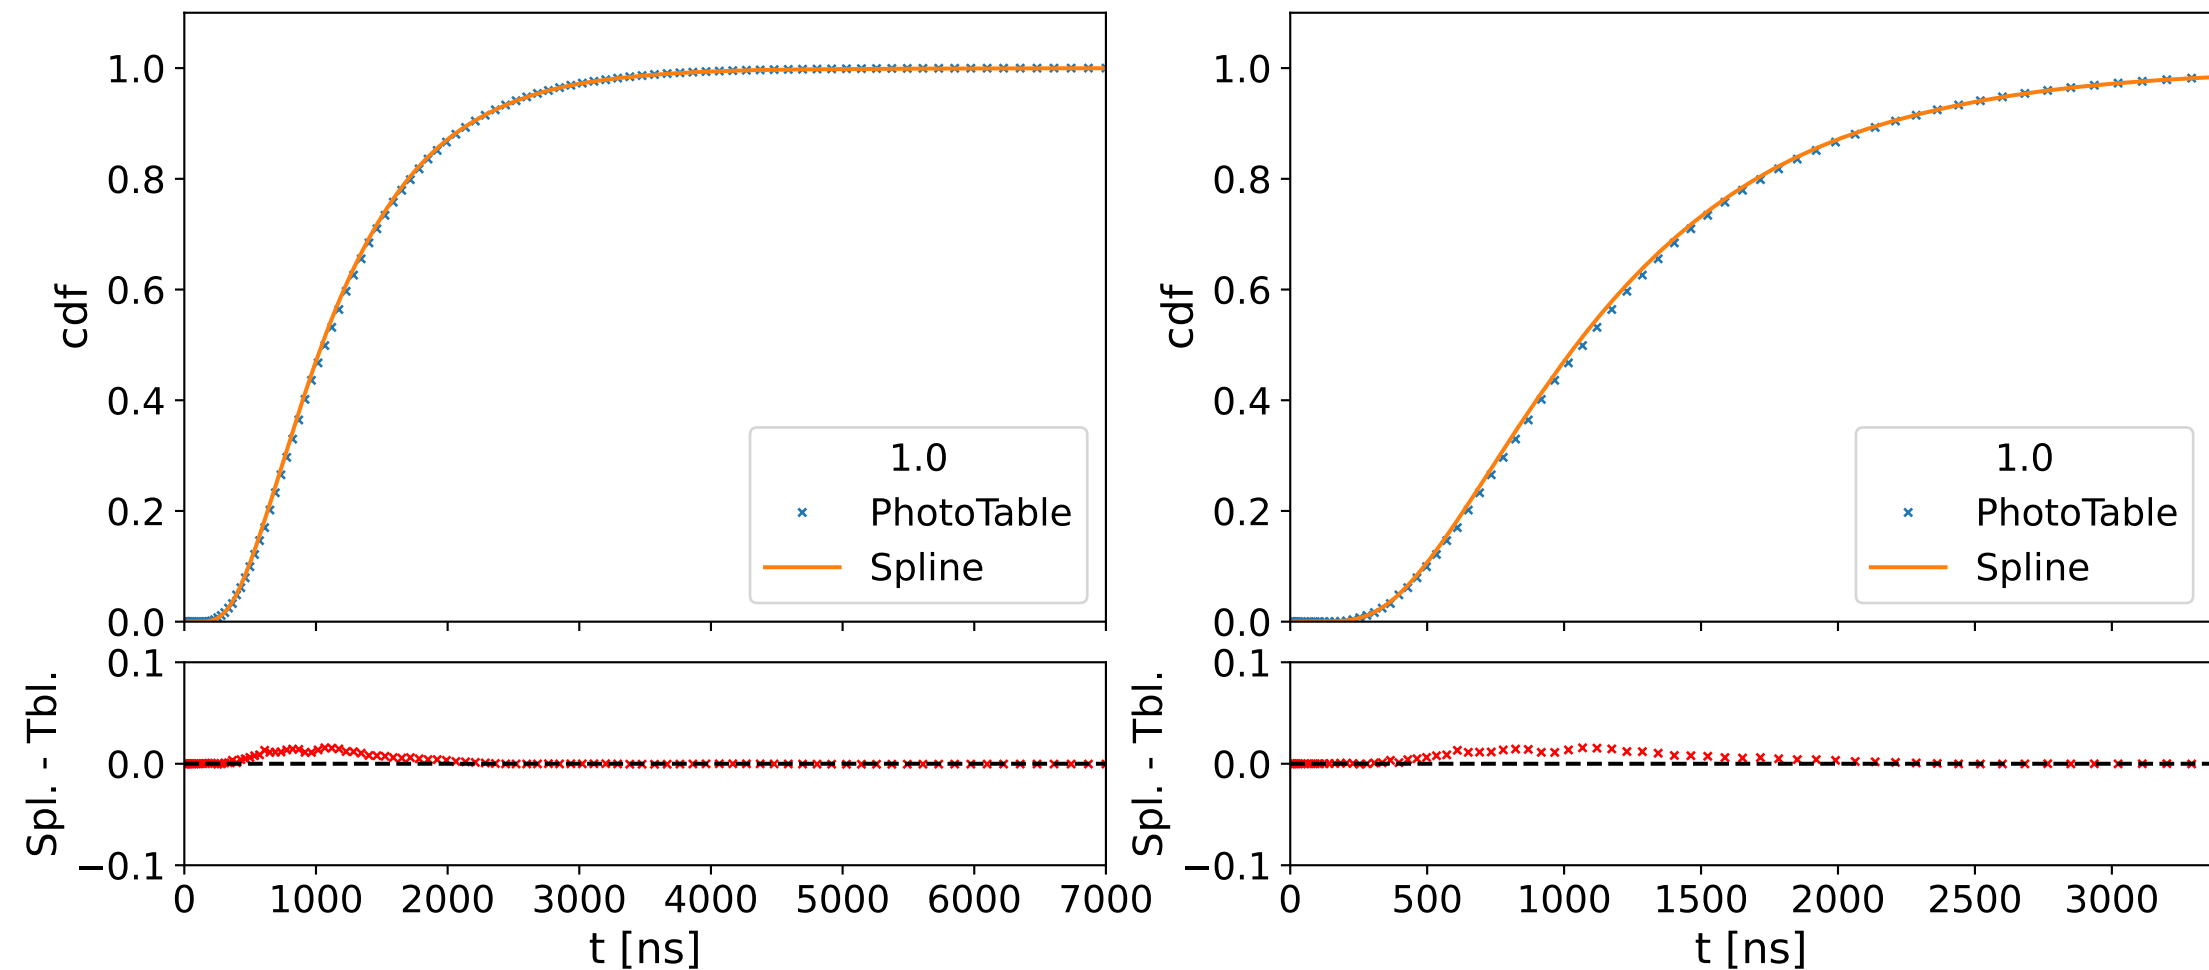 cdf
1.0
0.8
0.6
0.4
0.2
0.0
1.0
PhotoTable
Spline
Spl. - Tbl.
0.1
0.0
−0.1
0 1000 2000 3000 4000 5000 6000 7000
t [ns]
cdf
1.0
0.8
0.6
0.4
0.2
0.0
1.0
PhotoTable
Spline
Spl. - Tbl.
0.1
0.0
−0.1
0 500 1000 1500 2000 2500 3000
t [ns]